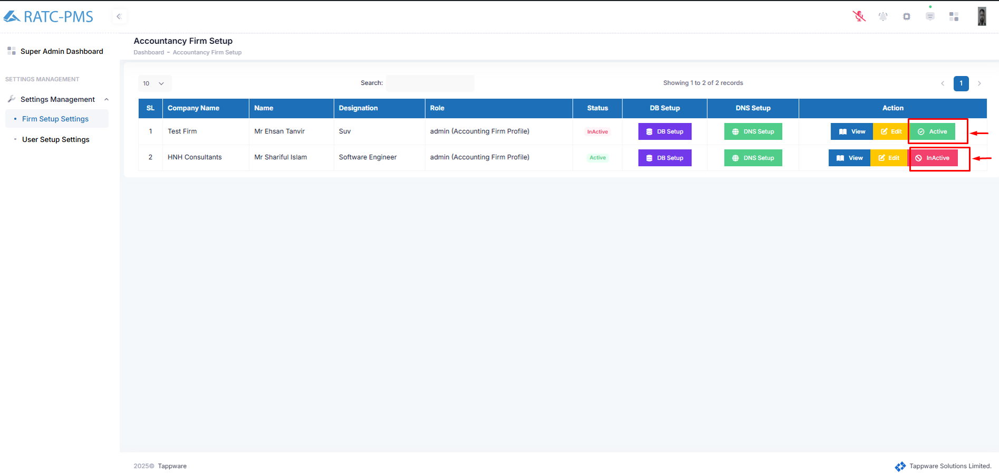 RATC-PMS
Super Admin Dashboard
SETTINGS MANAGEMENT
Settings Management
Firm Setup Settings
User Setup Settings
Accountancy Firm Setup
Dashboard - Accountancy Firm Setup
10 Search: Showing 1 to 2 of 2 records 1
SL Company Name Name Designation Role Status DB Setup DNS Setup Action
1 Test Firm Mr Ehsan Tanvir Suv admin (Accounting Firm Profile) InActive DB Setup DNS Setup View Edit Active
2 HNH Consultants Mr Shariful Islam Software Engineer admin (Accounting Firm Profile) Active DB Setup DNS Setup View Edit InActive
2025© Tappware Tappware Solutions Limited.